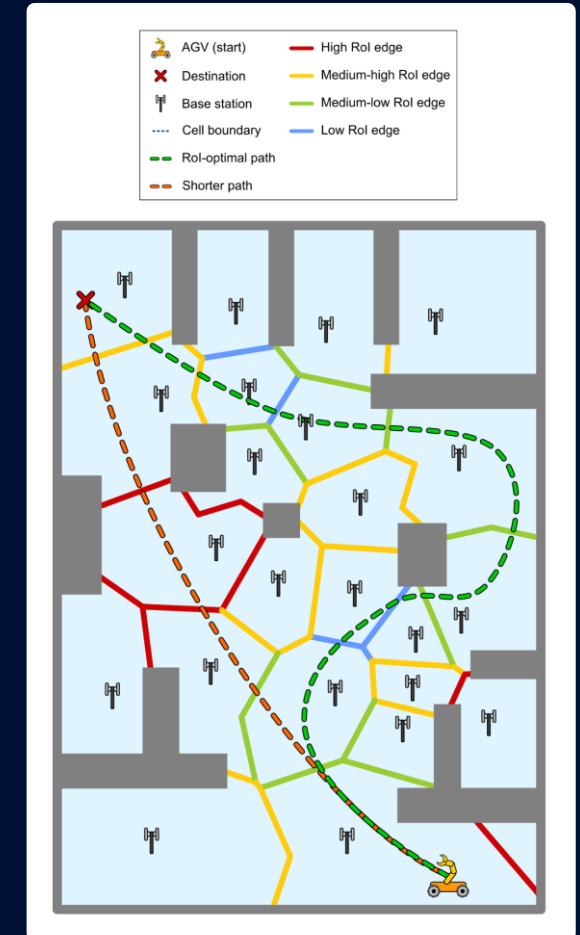 AGV (start)
Destination
Base station
Cell boundary
RoI-optimal path
Shorter path
High RoI edge
Medium-high RoI edge
Medium-low RoI edge
Low RoI edge